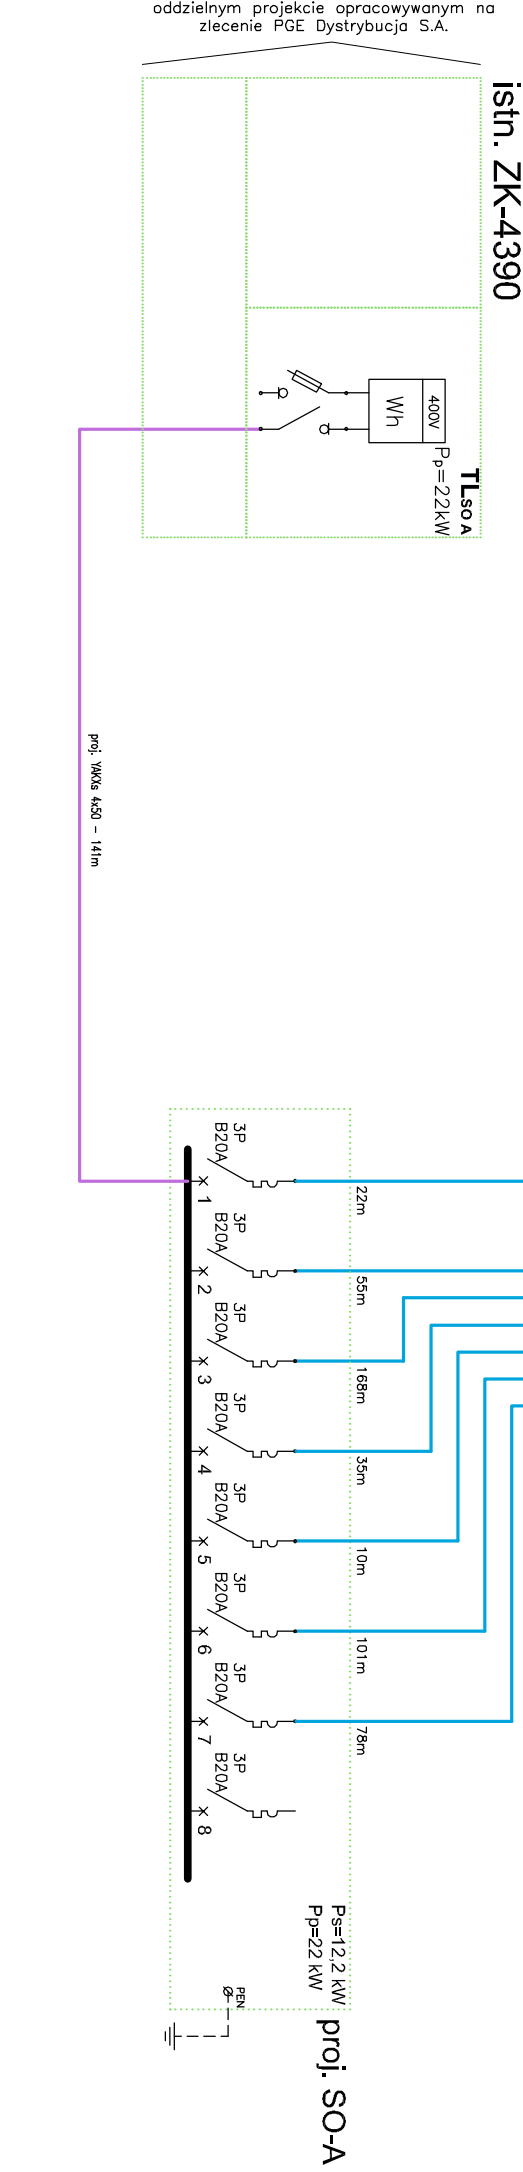 oddzielnym projekcie opracowywanym na
zlecenie PGE Dystrybucja S.A.
istn. ZK-4390
400V
Wh
TLSO A
Pp=22kW
proj. YAKXs 4x50 - 141m
3P
B20A
1
22m
3P
B20A
2
55m
3P
B20A
3
168m
3P
B20A
4
35m
3P
B20A
5
10m
3P
B20A
6
101m
3P
B20A
7
78m
3P
B20A
8
Ps=12,2 kW
Pp=22 kW
PEN
proj. SO-A